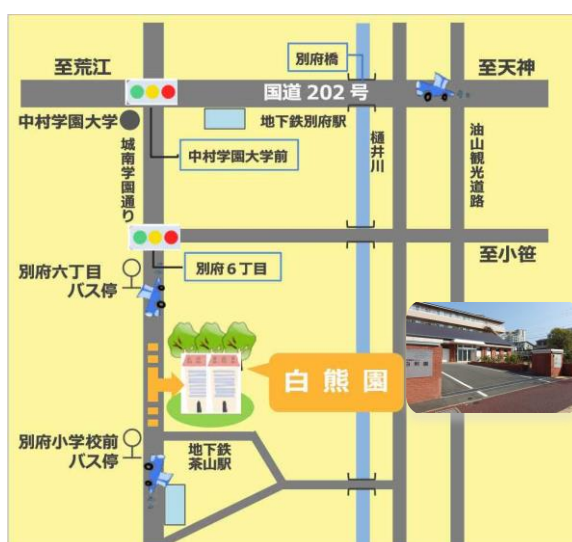 別府橋
至荒江
至天神
国道 202 号
中村学園大学
地下鉄別府駅
中村学園大学前
城南学園通り
樋井川
油山観光道路
至小笹
別府六丁目
バス停
別府6丁目
白熊園
別府小学校前
バス停
地下鉄
茶山駅